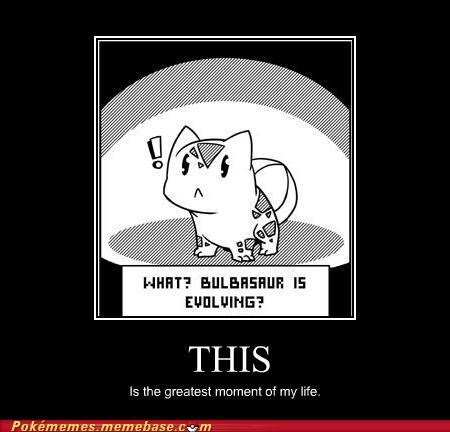 !
WHAT? BULBASAUR IS
EVOLVING?
THIS
Is the greatest moment of my life.
Pokémemes.memebase.com